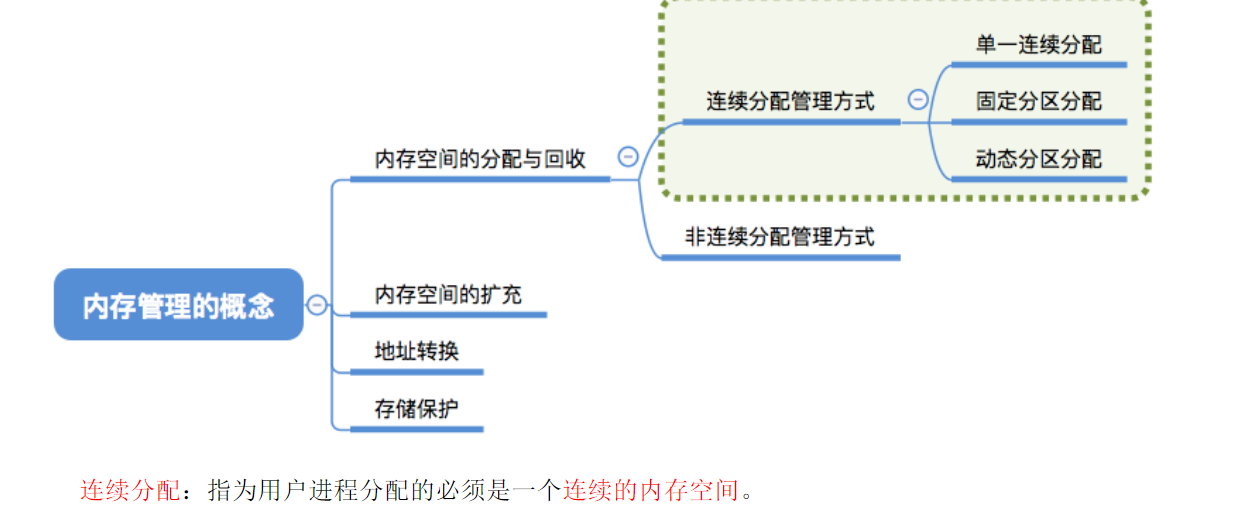 单一连续分配
连续分配管理方式
固定分区分配
动态分区分配
内存空间的分配与回收
非连续分配管理方式
内存管理的概念
内存空间的扩充
地址转换
存储保护
连续分配：指为用户进程分配的必须是一个连续的内存空间。